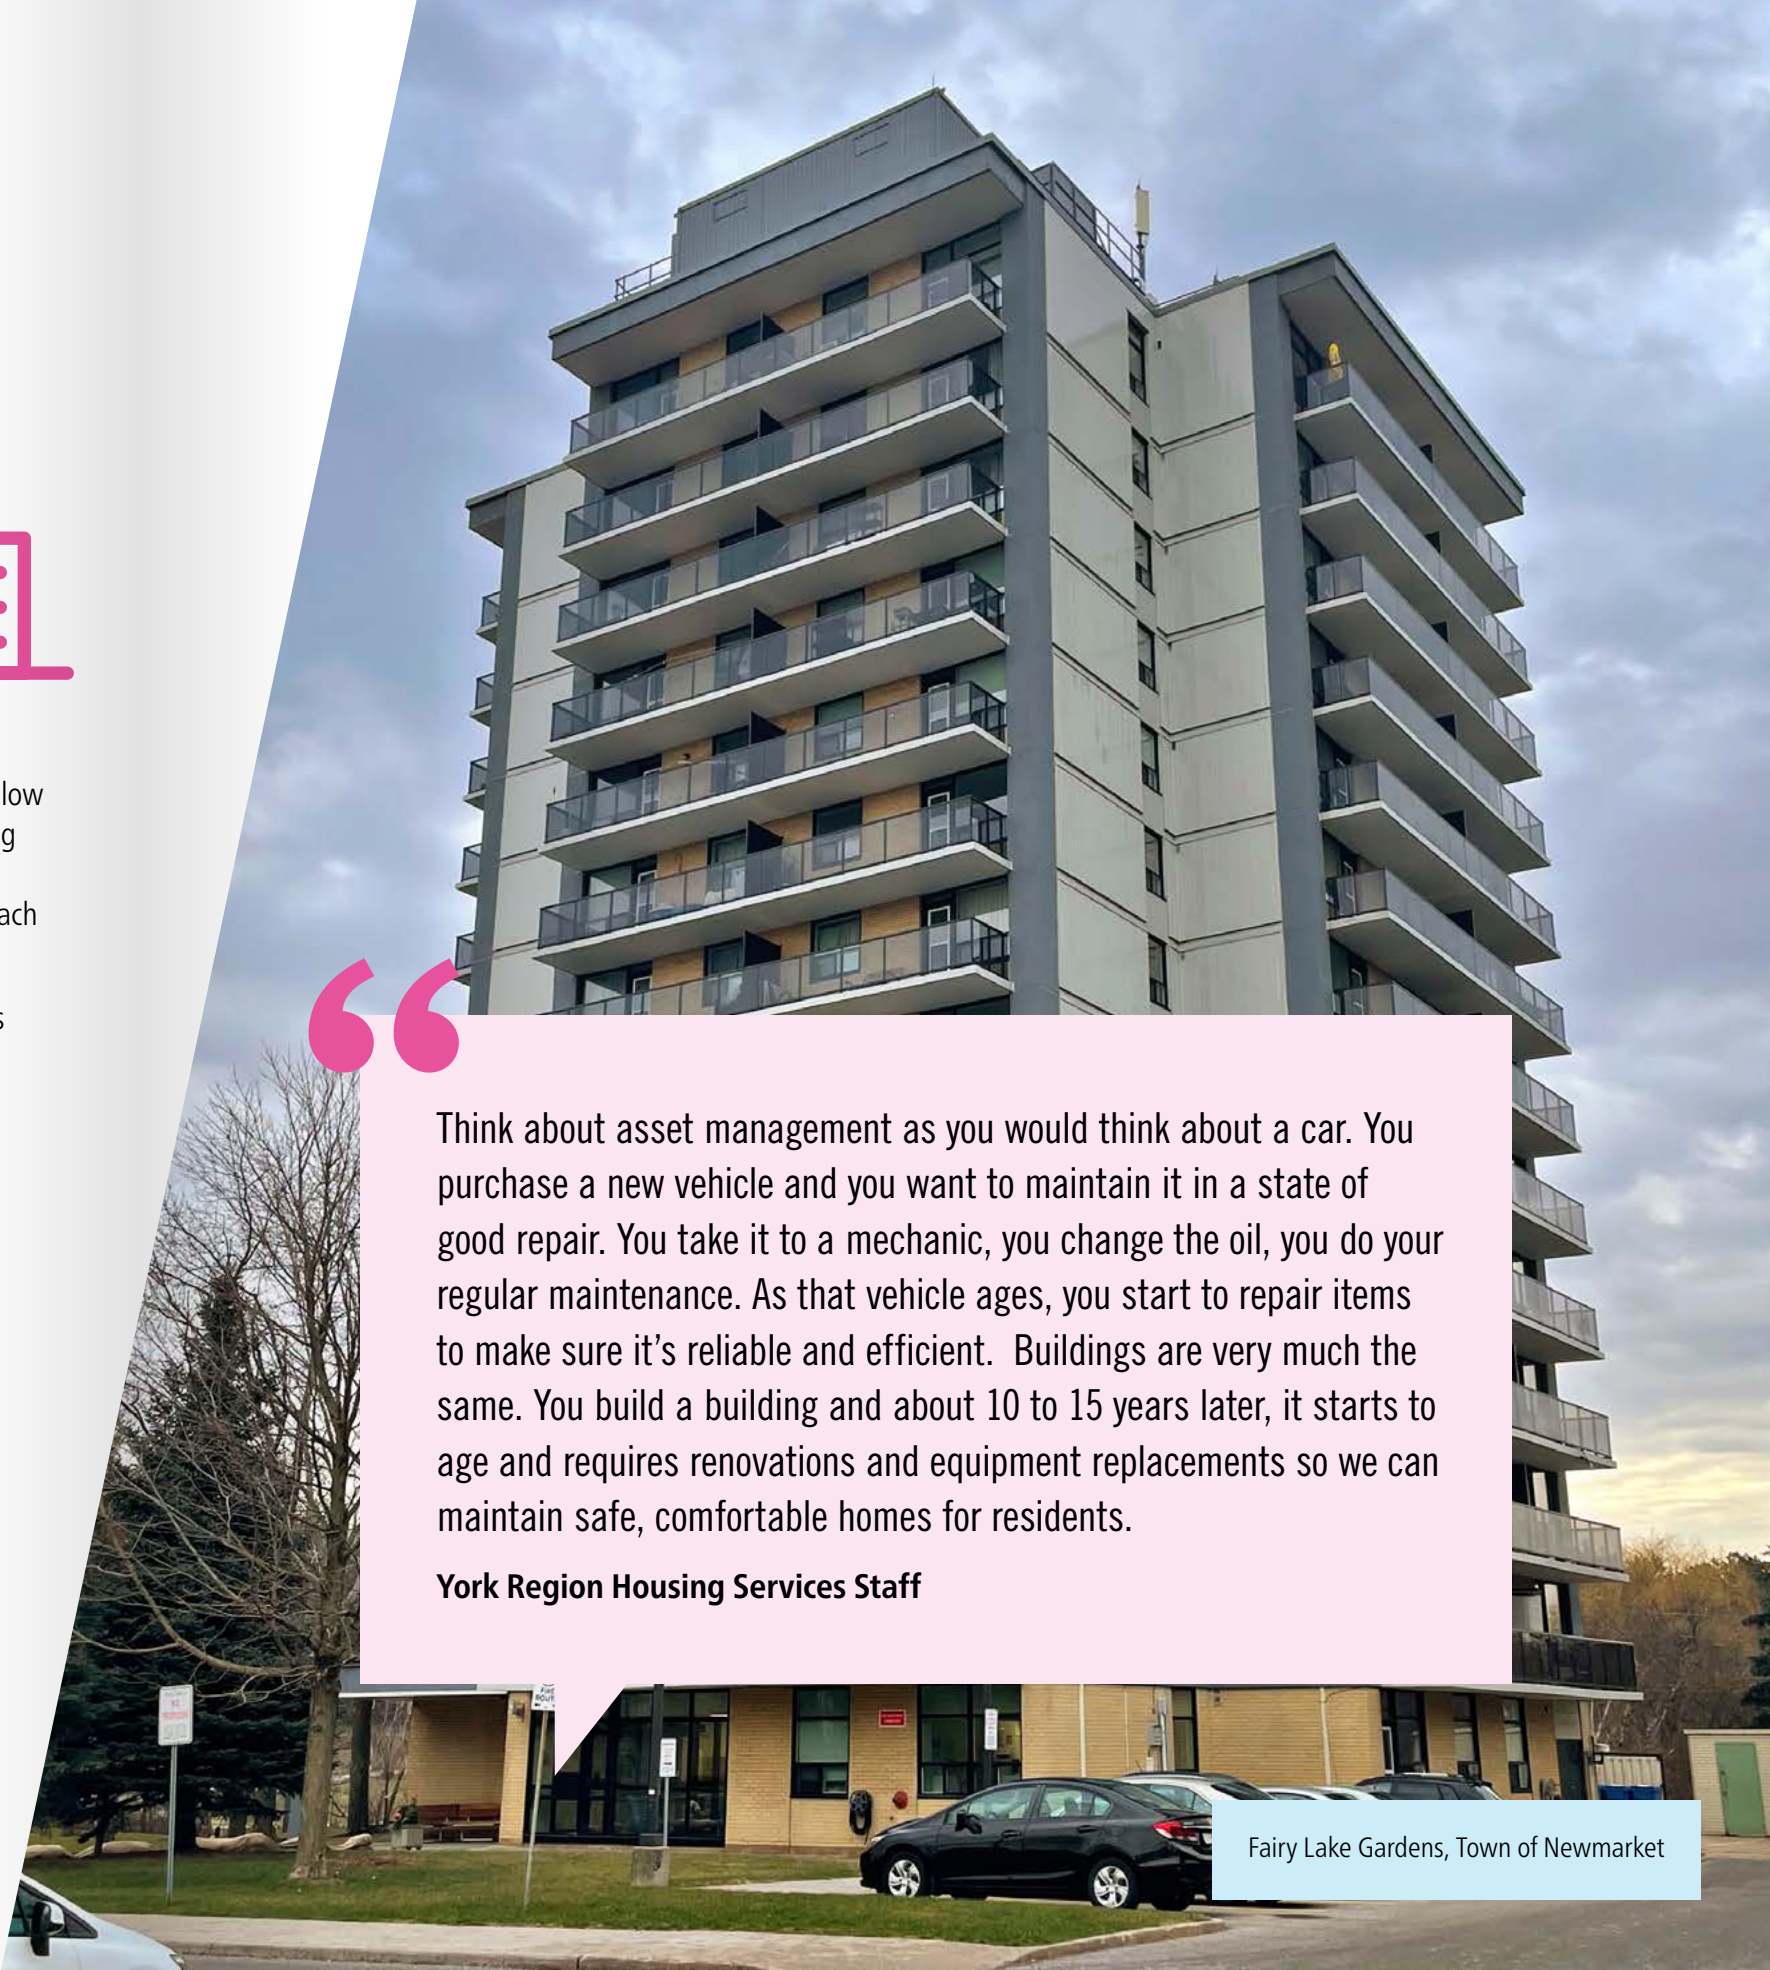 low
g
ach
s
Think about asset management as you would think about a car. You
purchase a new vehicle and you want to maintain it in a state of
good repair. You take it to a mechanic, you change the oil, you do your
regular maintenance. As that vehicle ages, you start to repair items
to make sure it’s reliable and efficient.  Buildings are very much the
same. You build a building and about 10 to 15 years later, it starts to
age and requires renovations and equipment replacements so we can
maintain safe, comfortable homes for residents.
York Region Housing Services Staff
Fairy Lake Gardens, Town of Newmarket